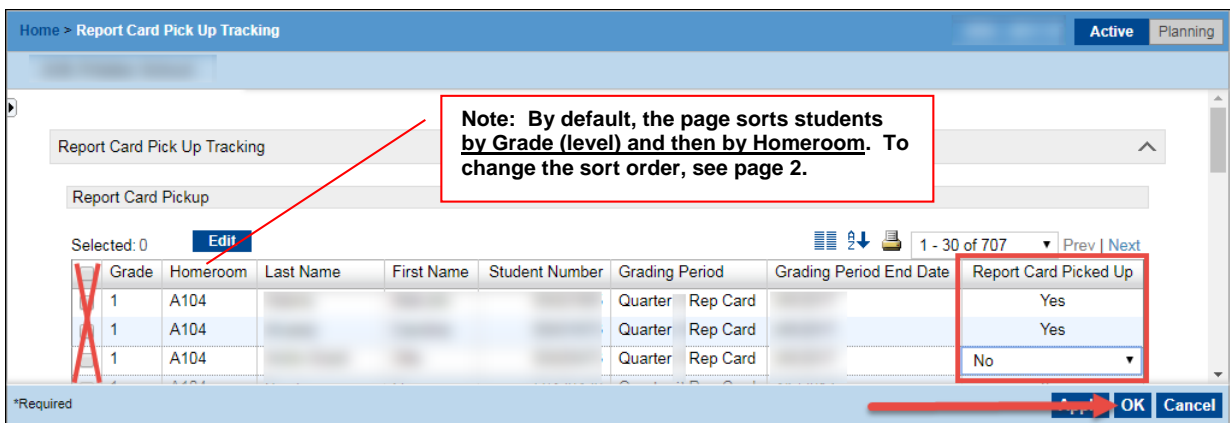 Home > Report Card Pick Up Tracking
Active Planning
Note: By default, the page sorts students
by Grade (level) and then by Homeroom. To
change the sort order, see page 2.
Report Card Pick Up Tracking
Report Card Pickup
Selected: 0 Edit 1 - 30 of 707 Prev | Next
Grade Homeroom Last Name First Name Student Number Grading Period Grading Period End Date Report Card Picked Up
1 A104 Quarter Rep Card Yes
1 A104 Quarter Rep Card Yes
1 A104 Quarter Rep Card No
*Required OK Cancel